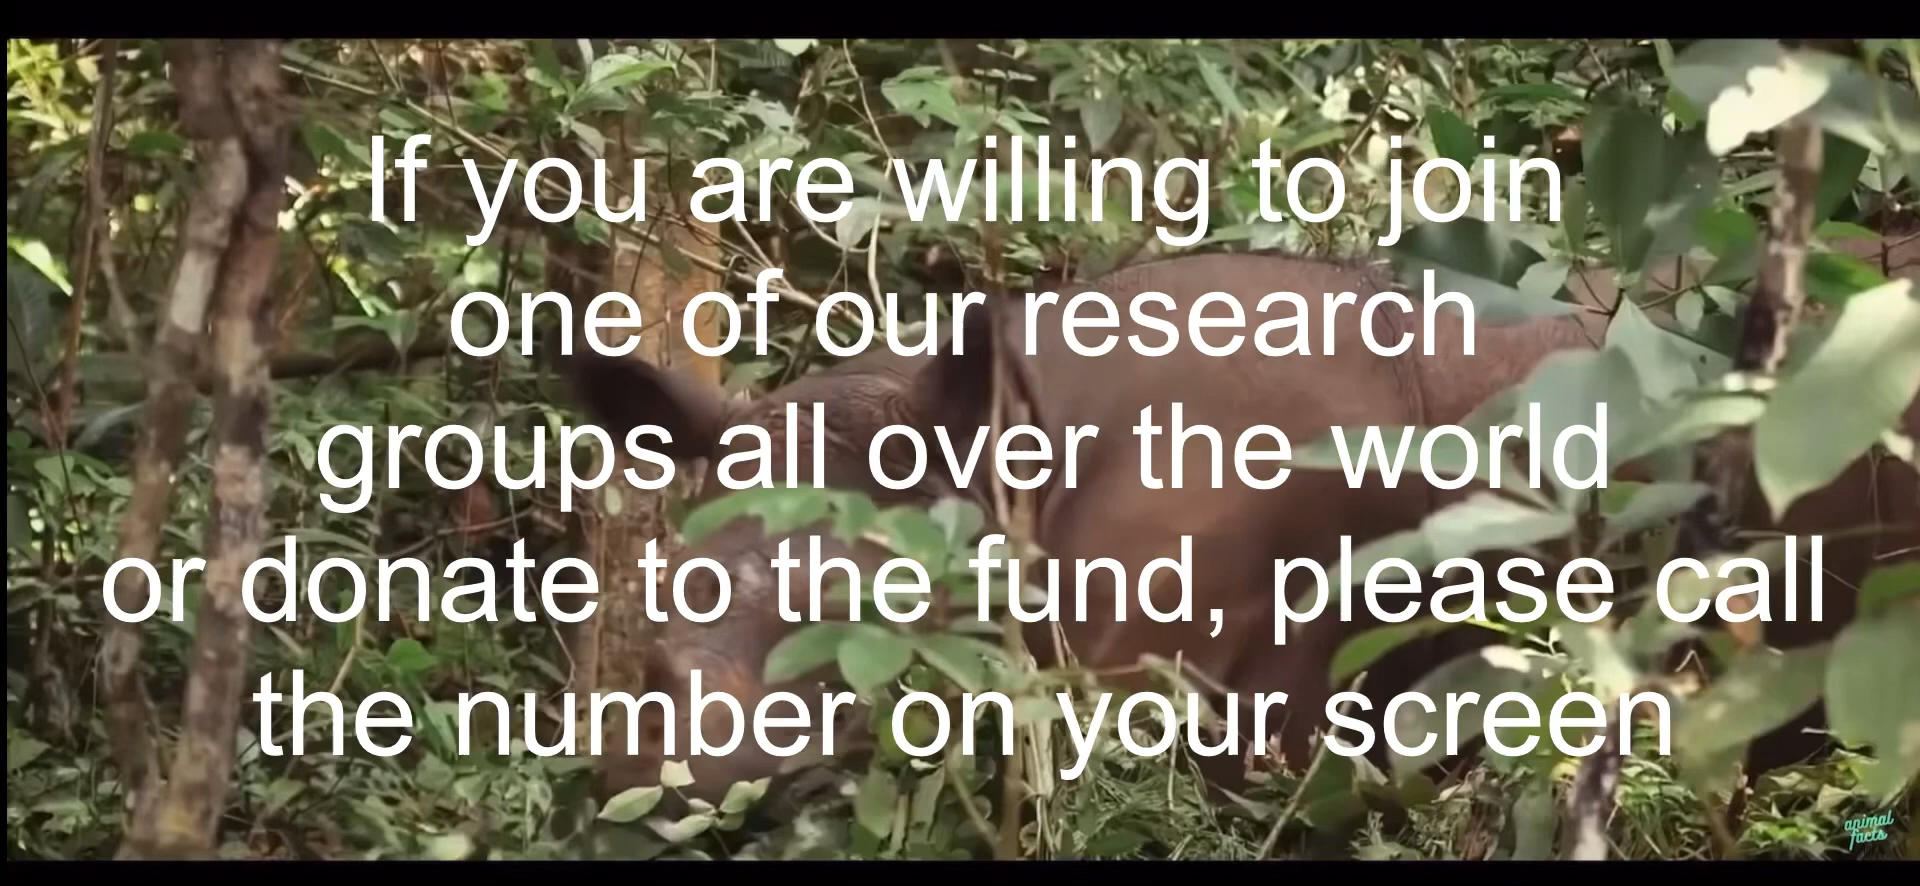 If you are willing to join
one of our research
groups all over the world
or donate to the fund, please call
the number on your screen
animal
facts